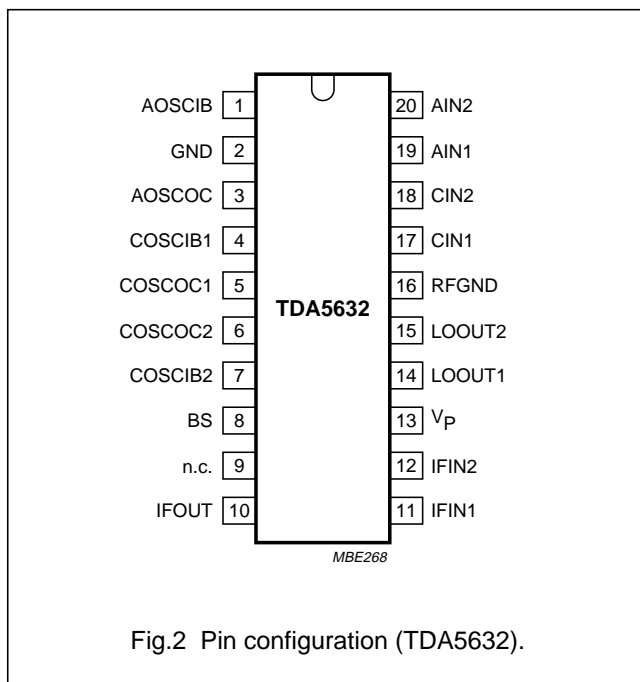 AOSCIB 1
20 AIN2
GND 2
19 AIN1
AOSCOC 3
18 CIN2
COSCIB1 4
17 CIN1
COSCOC1 5
16 RFGND
TDA5632
COSCOC2 6
15 LOOUT2
COSCIB2 7
14 LOOUT1
BS 8
13 VP
n.c. 9
12 IFIN2
IFOUT 10
11 IFIN1
MBE268
Fig.2 Pin configuration (TDA5632).